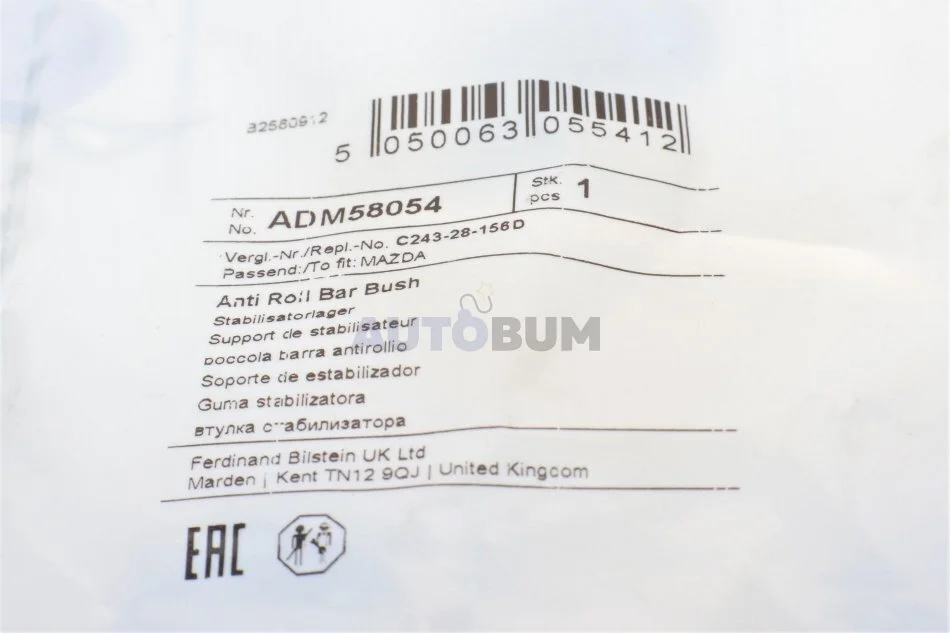 32580912
5 050063 055412
Nr. No. ADM58054 Stk. pcs 1
Vergl.-Nr./Repl.-No. C243-28-156D
Passend:/To fit: MAZDA
Anti Roll Bar Bush
Stabilisatorlager
Support de stabilisateur
boccola barra antirollio
Soporte de estabilizador
Guma stabilizatora
втулка стабилизатора
AUTOBUM
Ferdinand Bilstein UK Ltd
Marden | Kent TN12 9QJ | United Kingdom
EAC